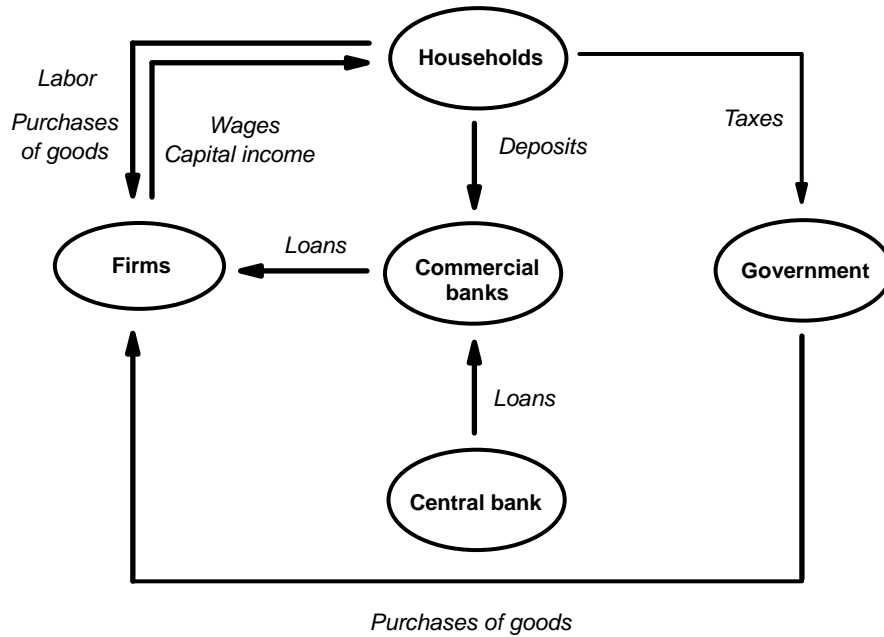 Households
Labor
Purchases
of goods
Wages
Capital income
Taxes
Deposits
Firms
Loans
Commercial
banks
Government
Loans
Central bank
Purchases of goods